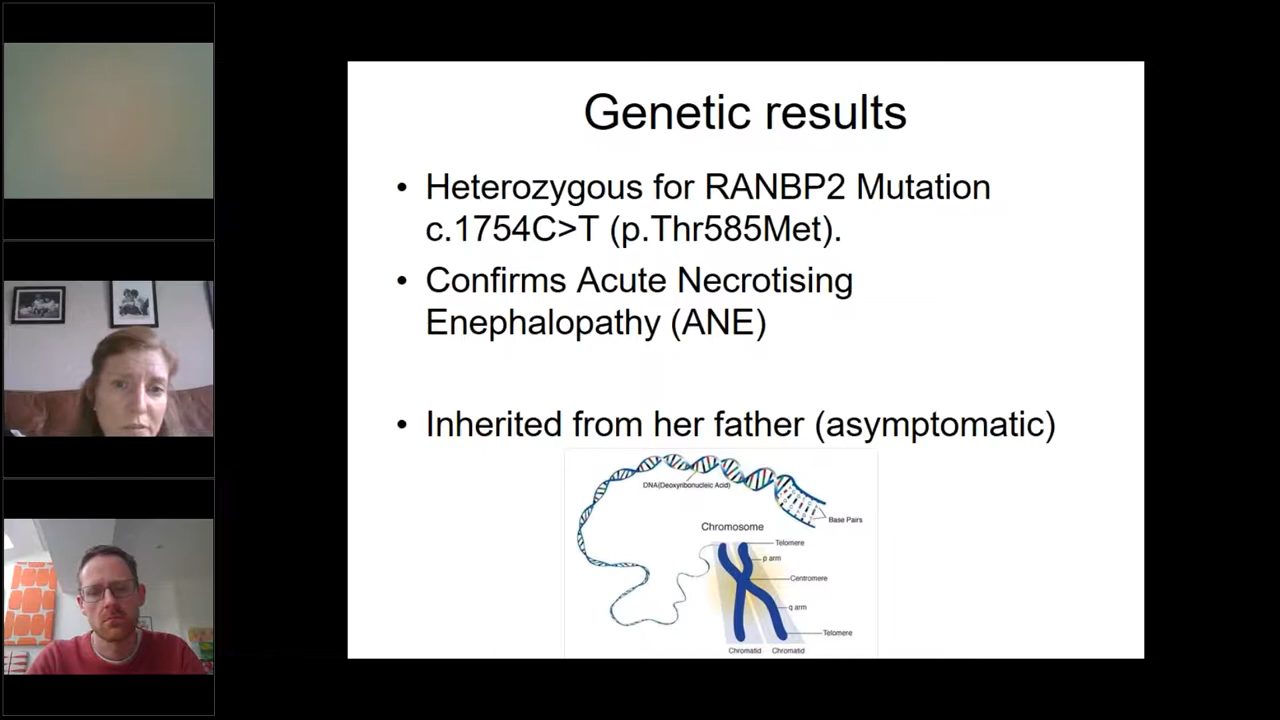 Genetic results
• Heterozygous for RANBP2 Mutation
c.1754C>T (p.Thr585Met).
• Confirms Acute Necrotising
Enephalopathy (ANE)
• Inherited from her father (asymptomatic)
DNA(Deoxyribonucleic Acid)
Base Pairs
Chromosome
Telomere
p arm
Centromere
q arm
Telomere
Chromatid Chromatid